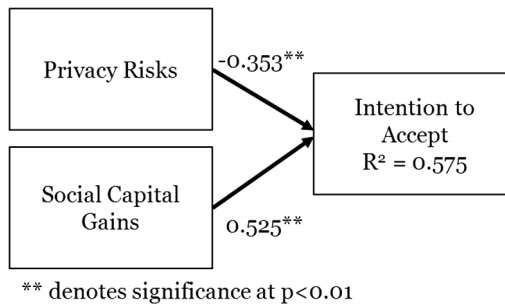 Privacy Risks
-0.353**
Intention to
Accept
R² = 0.575
Social Capital
Gains
0.525**
** denotes significance at p<0.01